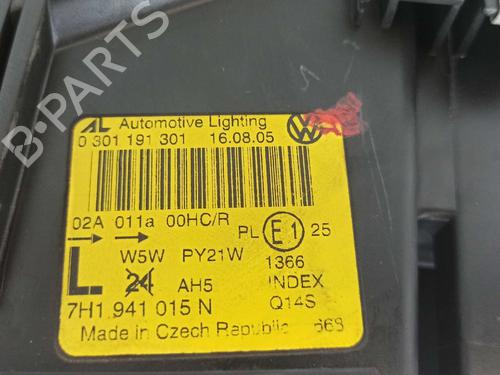 AL Automotive Lighting
0 301 191 301 16.08.05
02A 011a 00HC/R
PL E1 25
W5W PY21W 1366
L 24 AH5 INDEX
7H1 941 015 N Q14S
Made in Czech Republic 668
B-PARTS